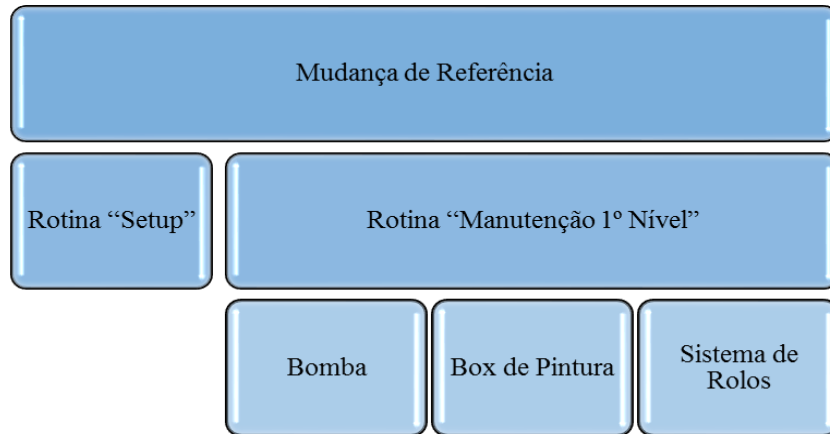 Mudança de Referência
Rotina “Setup”
Rotina “Manutenção 1º Nível”
Bomba
Box de Pintura
Sistema de
Rolos